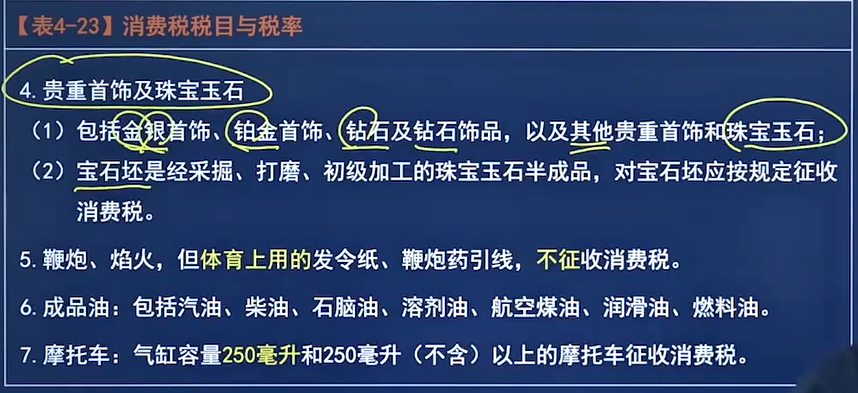 【表4-23】消费税税目与税率
4.贵重首饰及珠宝玉石
（1）包括金银首饰、铂金首饰、钻石及钻石饰品，以及其他贵重首饰和珠宝玉石；
（2）宝石坯是经采掘、打磨、初级加工的珠宝玉石半成品，对宝石坯应按规定征收
消费税。
5.鞭炮、焰火，但体育上用的发令纸、鞭炮药引线，不征收消费税。
6.成品油：包括汽油、柴油、石脑油、溶剂油、航空煤油、润滑油、燃料油。
7.摩托车：气缸容量250毫升和250毫升（不含）以上的摩托车征收消费税。